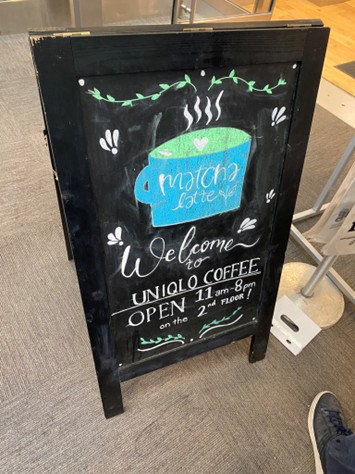 matcha
latte
Welcome
to
UNIQLO COFFEE
OPEN 11am-8pm
on the 2nd FLOOR!